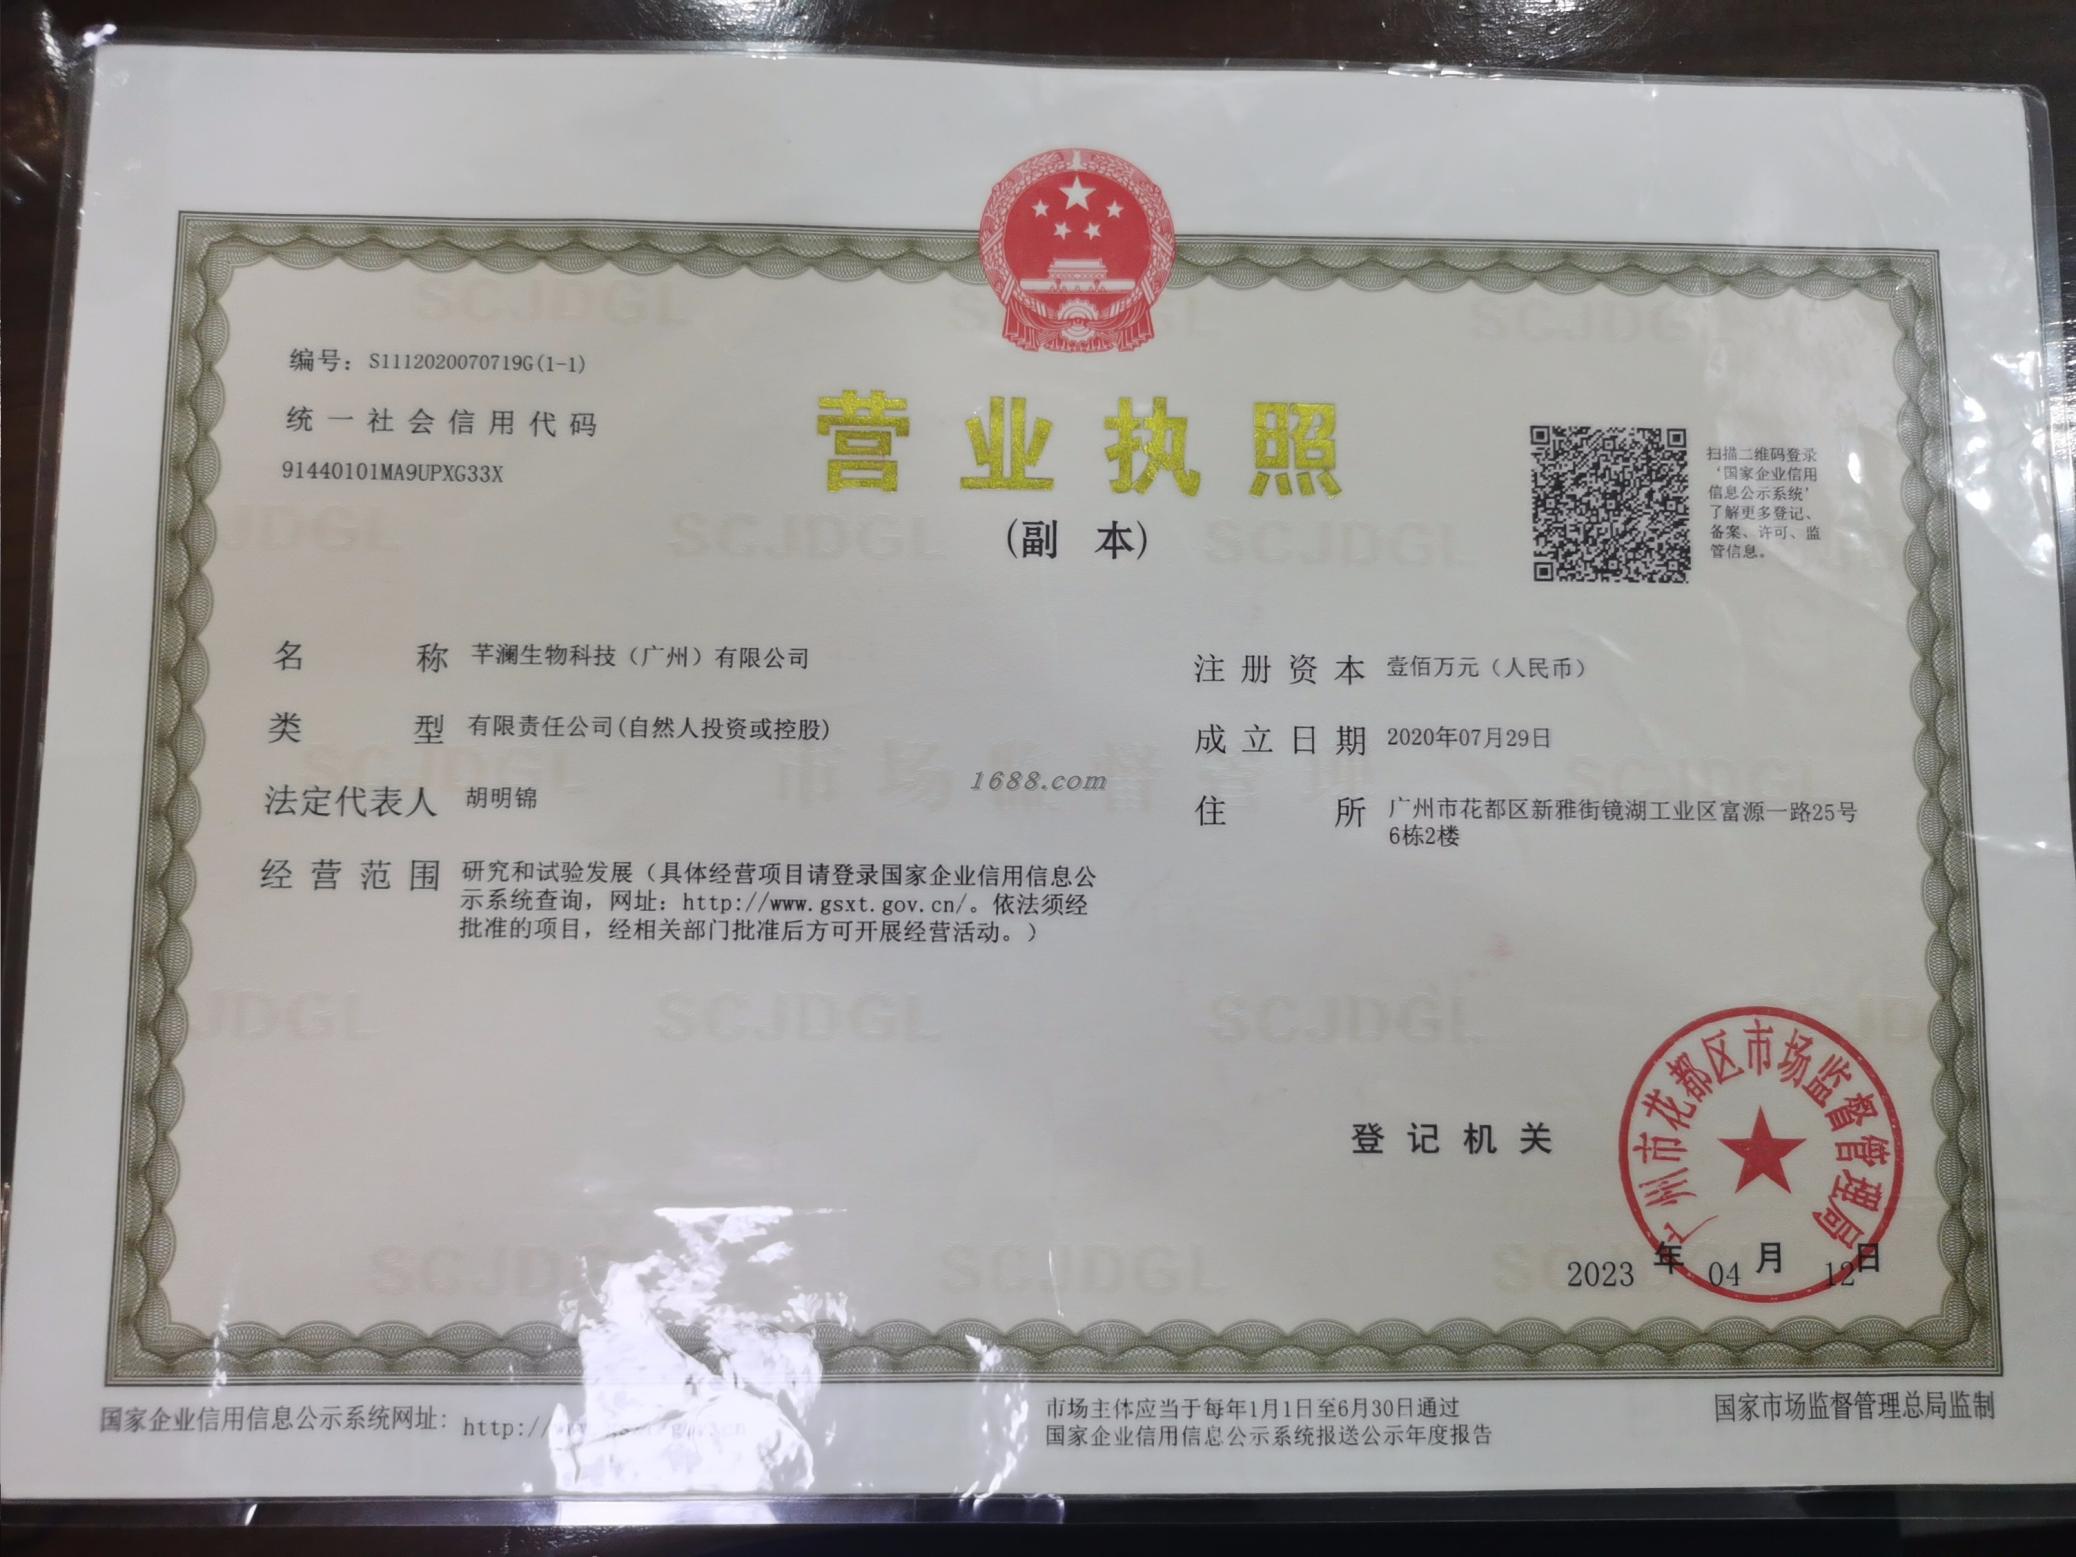 编号：S1112020070719G(1-1)
统一社会信用代码
91440101MA9UPXG33X
营业执照
(副 本)
扫描二维码登录
‘国家企业信用
信息公示系统’
了解更多登记、
备案、许可、监
管信息。
名 称 芊澜生物科技（广州）有限公司
类 型 有限责任公司(自然人投资或控股)
法定代表人 胡明锦
经营范围 研究和试验发展（具体经营项目请登录国家企业信用信息公
示系统查询，网址：http://www.gsxt.gov.cn/。依法须经
批准的项目，经相关部门批准后方可开展经营活动。）
注册资本 壹佰万元（人民币）
成立日期 2020年07月29日
住 所 广州市花都区新雅街镜湖工业区富源一路25号
6栋2楼
1688.com
登记机关
广州市花都区市场监督管理局
2023 年 04 月 12 日
国家企业信用信息公示系统网址：http://www.gsxt.gov.cn
市场主体应当于每年1月1日至6月30日通过
国家企业信用信息公示系统报送公示年度报告
国家市场监督管理总局监制
SCJDGL
市场监督管理